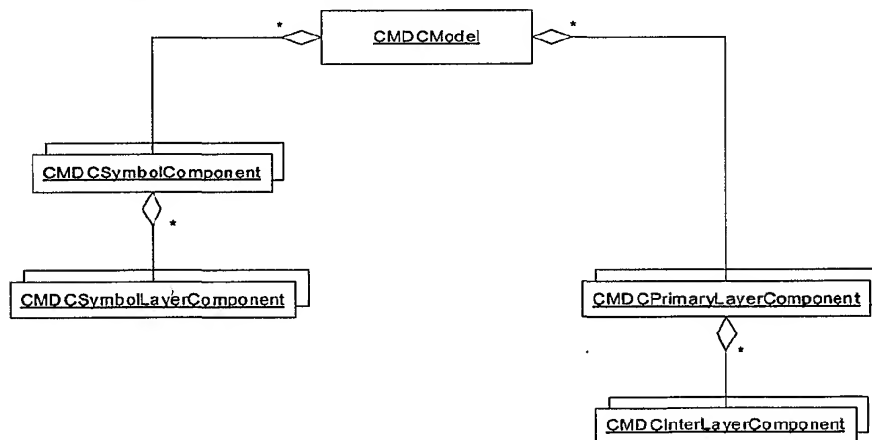 * CMDCModel *
CMDCSymbolComponent
*
CMDCSymbolLayerComponent
CMDCPrimaryLayerComponent
*
CMDCInterLayerComponent